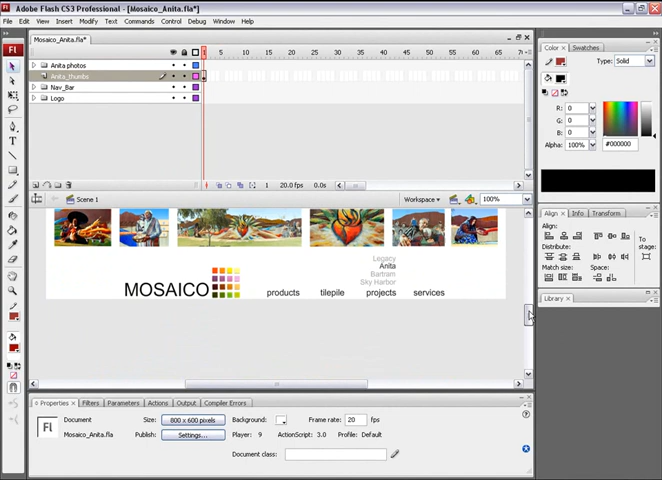 Adobe Flash CS3 Professional - [Mosaico_Anita.fla*]
File Edit View Insert Modify Text Commands Control Debug Window Help
Mosaico_Anita.fla*
1 5 10 15 20 25 30 35 40 45 50 55 60 65 70
Anita photos
Anita_thumbs
Nav_Bar
Logo
1 20.0 fps 0.0s
Scene 1
Workspace
100%
Legacy
Anita
Bartram
Sky Harbor
MOSAICO
products tilepile projects services
Properties Filters Parameters Actions Output Compiler Errors
Document
Mosaico_Anita.fla
Size: 800 x 600 pixels
Background:
Frame rate: 20 fps
Publish: Settings...
Player: 9
ActionScript: 3.0
Profile: Default
Document class:
Fl
Color Swatches
Type: Solid
R: 0
G: 0
B: 0
Alpha: 100%
#000000
Align Info Transform
Align:
Distribute:
Match size:
Space:
To stage:
Library